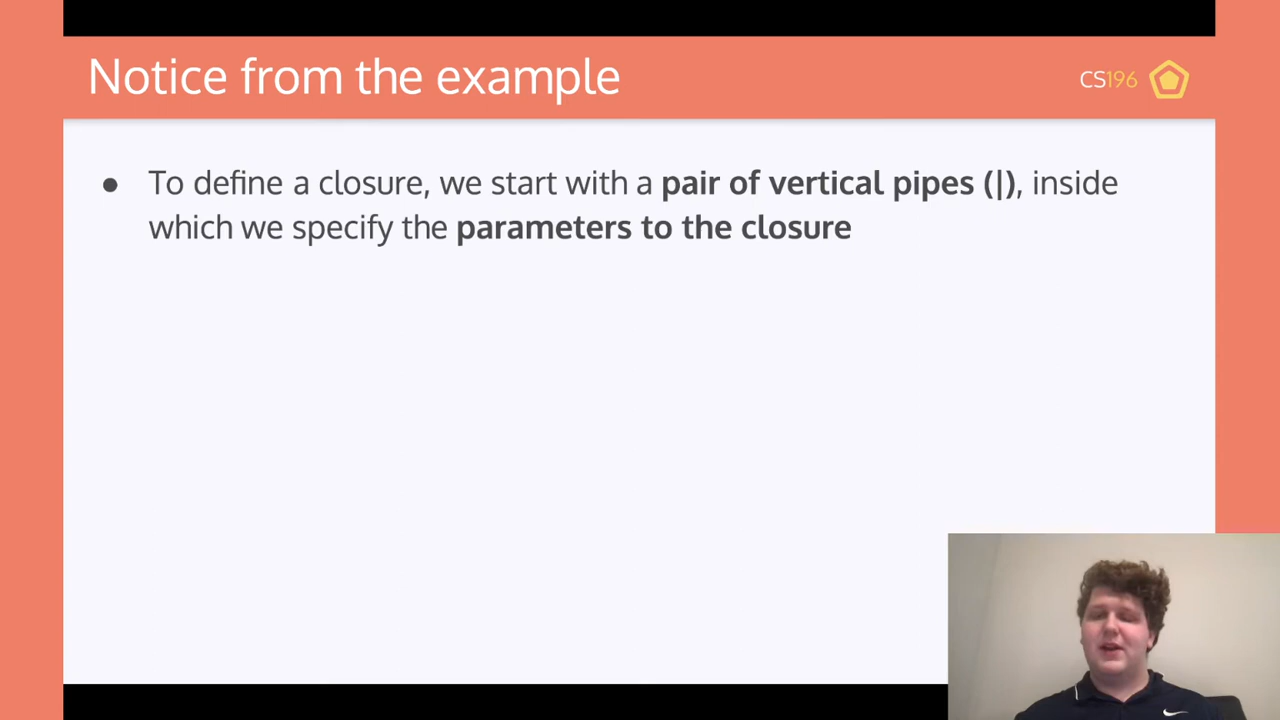 Notice from the example
CS196
● To define a closure, we start with a pair of vertical pipes (|), inside
which we specify the parameters to the closure